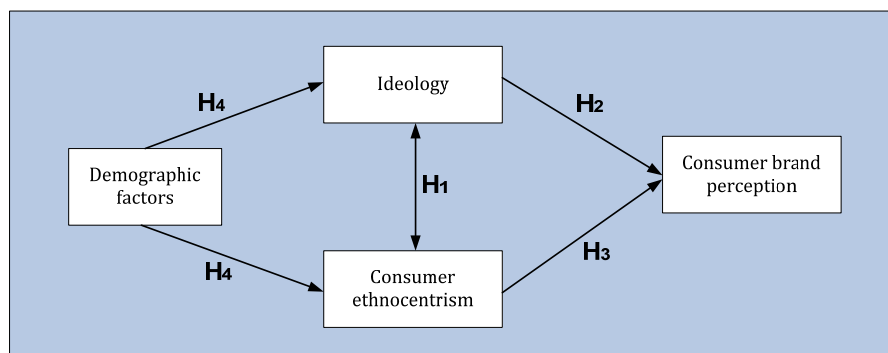 Ideology
H4
H2
Demographic
factors
H1
Consumer brand
perception
H4
H3
Consumer
ethnocentrism